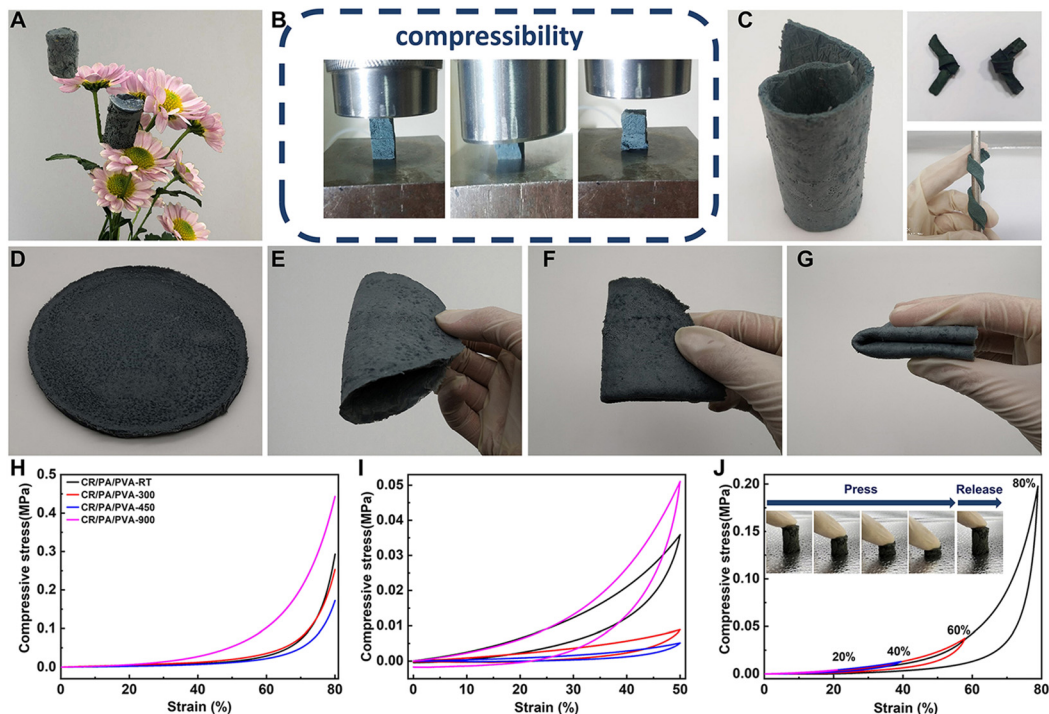 A
B
compressibility
C
D
E
F
G
H
Compressive stress(MPa)
0.5
0.4
0.3
0.2
0.1
0.0
CR/PA/PVA-RT
CR/PA/PVA-300
CR/PA/PVA-450
CR/PA/PVA-900
0 20 40 60 80
Strain (%)
I
Compressive stress(MPa)
0.05
0.04
0.03
0.02
0.01
0.00
0 10 20 30 40 50
Strain (%)
J
Compressive stress(MPa)
0.20
0.15
0.10
0.05
0.00
Press Release
80%
60%
40%
20%
0 20 40 60 80
Strain (%)